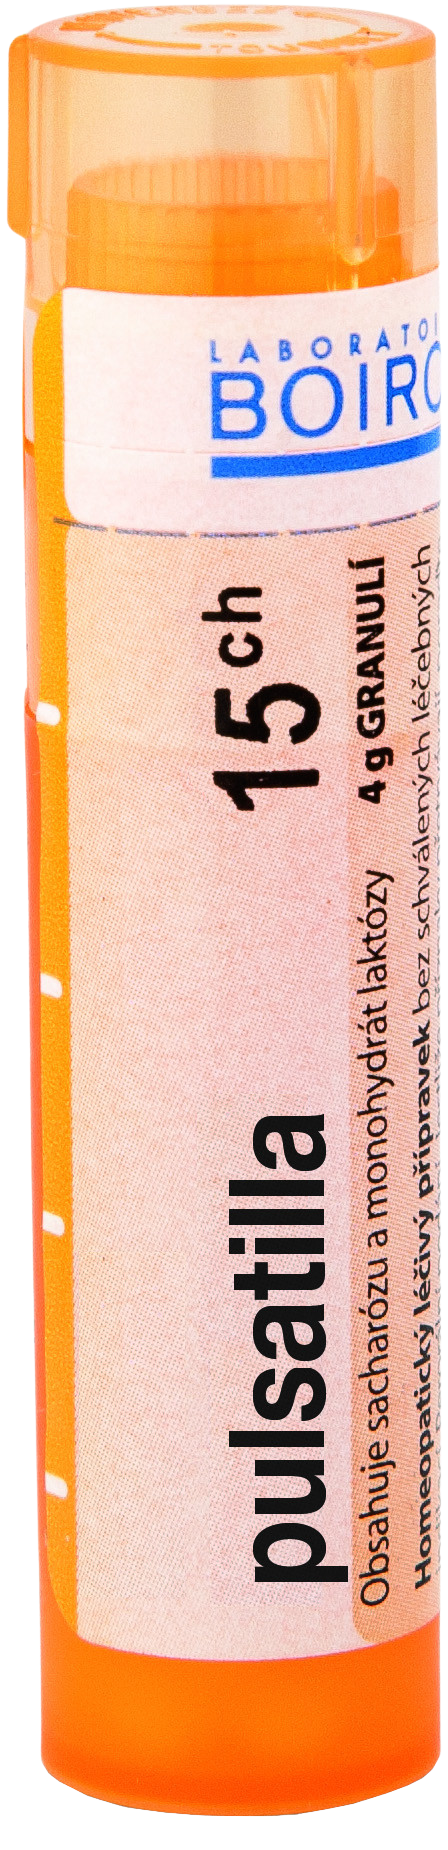 LABORATOI
BOIRO
pulsatilla 15 ch
Obsahuje sacharózu a monohydrát laktózy 4 g GRANULÍ
Homeopatický léčivý přípravek bez schválených léčebných